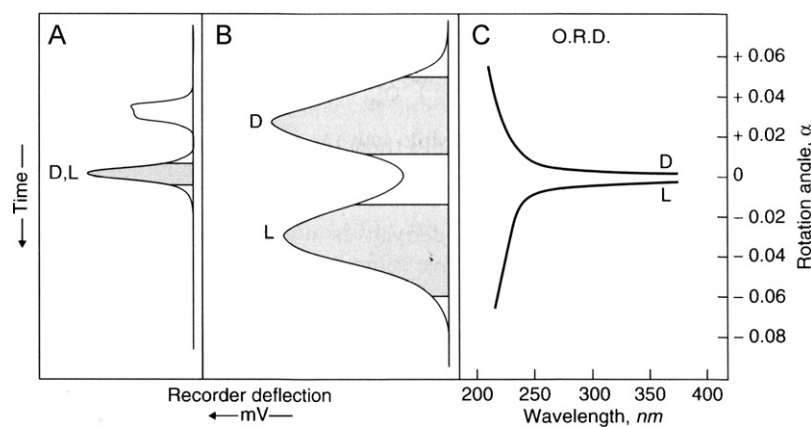 A
B
C
O.R.D.
D,L
D
L
D
L
+ 0.06
+ 0.04
+ 0.02
0
− 0.02
− 0.04
− 0.06
− 0.08
Rotation angle, α
← Time —
200 250 300 350 400
Wavelength, nm
Recorder deflection
← mV —